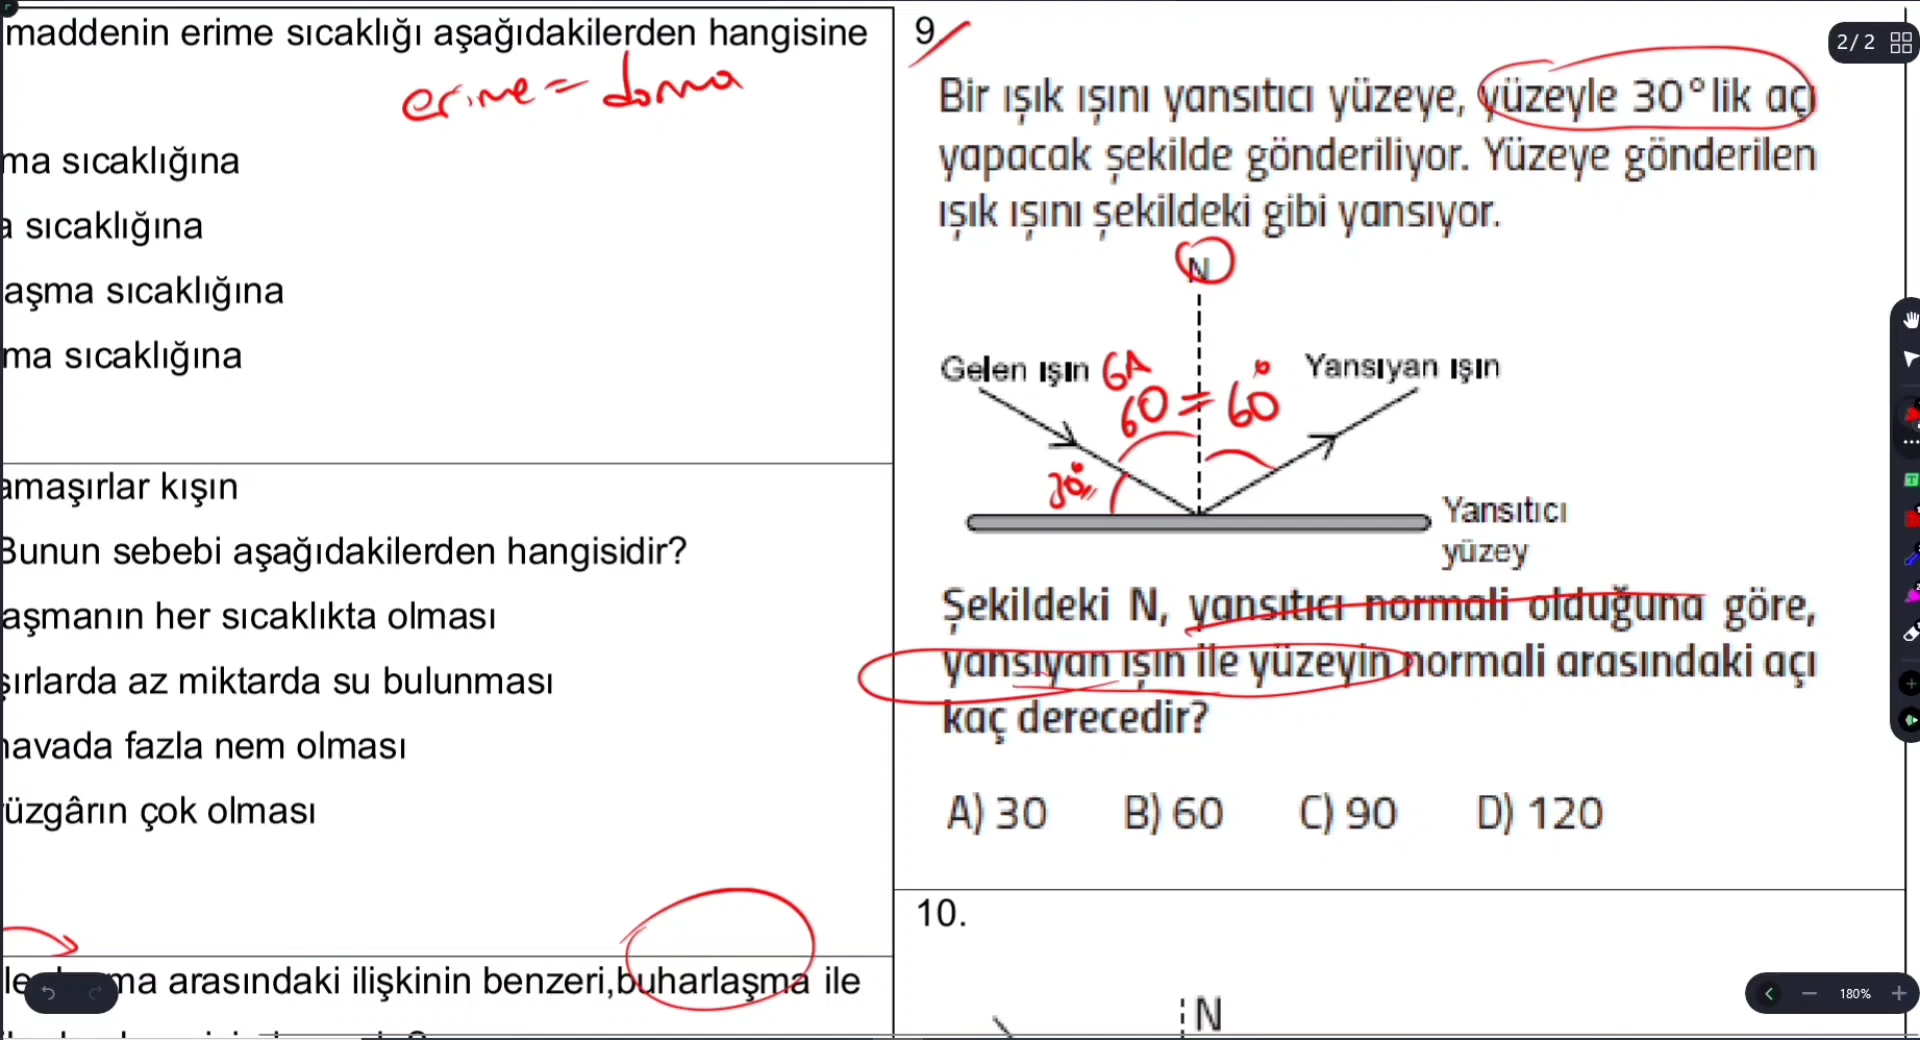 maddenin erime sıcaklığı aşağıdakilerden hangisine
erime = donma
ma sıcaklığına
a sıcaklığına
aşma sıcaklığına
ma sıcaklığına
amaşırlar kışın
Bunun sebebi aşağıdakilerden hangisidir?
aşmanın her sıcaklıkta olması
şırlarda az miktarda su bulunması
havada fazla nem olması
rüzgârın çok olması
ma arasındaki ilişkinin benzeri,buharlaşma ile
9.
Bir ışık ışını yansıtıcı yüzeye, yüzeyle 30°lik açı
yapacak şekilde gönderiliyor. Yüzeye gönderilen
ışık ışını şekildeki gibi yansıyor.
N
Gelen ışın GA Yansıyan ışın
60 = 60°
30°
Yansıtıcı
yüzey
Şekildeki N, yansıtıcı normali olduğuna göre,
yansıyan ışın ile yüzeyin normali arasındaki açı
kaç derecedir?
A) 30 B) 60 C) 90 D) 120
10.
N
2/2
180%